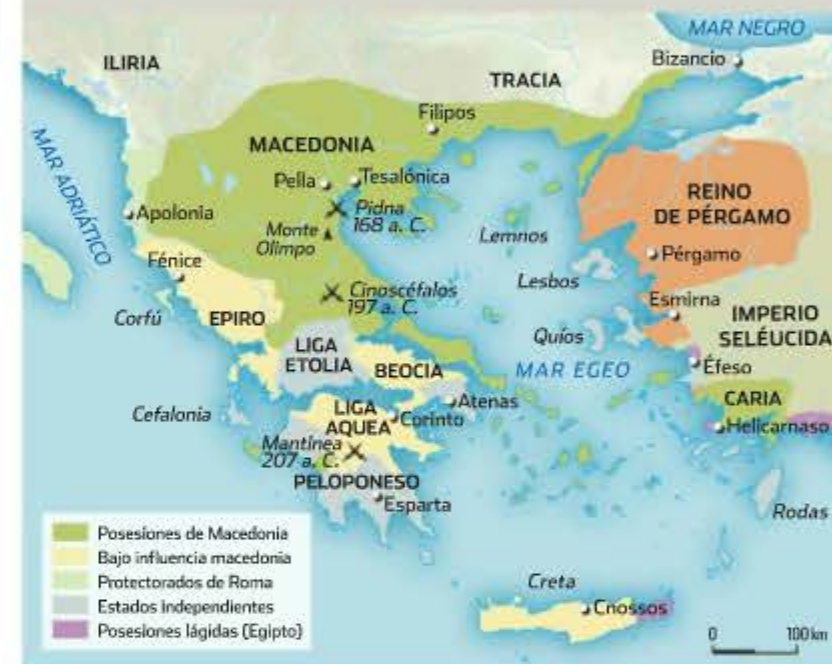 MAR NEGRO
ILIRIA
Bizancio
TRACIA
Filipos
MACEDONIA
MAR ADRIÁTICO
Pella
Tesalónica
Pidna
168 a. C.
REINO
DE PÉRGAMO
Apolonia
Monte
Olimpo
Lemnos
Pérgamo
Fénice
Lesbos
Cinoscéfalos
197 a. C.
Esmirna
Corfú
EPIRO
IMPERIO
SELÉUCIDA
Quíos
LIGA
ETOLIA
BEOCIA
MAR EGEO
Éfeso
CARIA
Cefalonia
LIGA
AQUEA
Atenas
Corinto
Helicarnaso
Mantinea
207 a. C.
PELOPONESO
Esparta
Rodas
Posesiones de Macedonia
Bajo influencia macedonia
Protectorados de Roma
Estados independientes
Posesiones lágidas (Egipto)
Creta
Cnossos
0 100 km